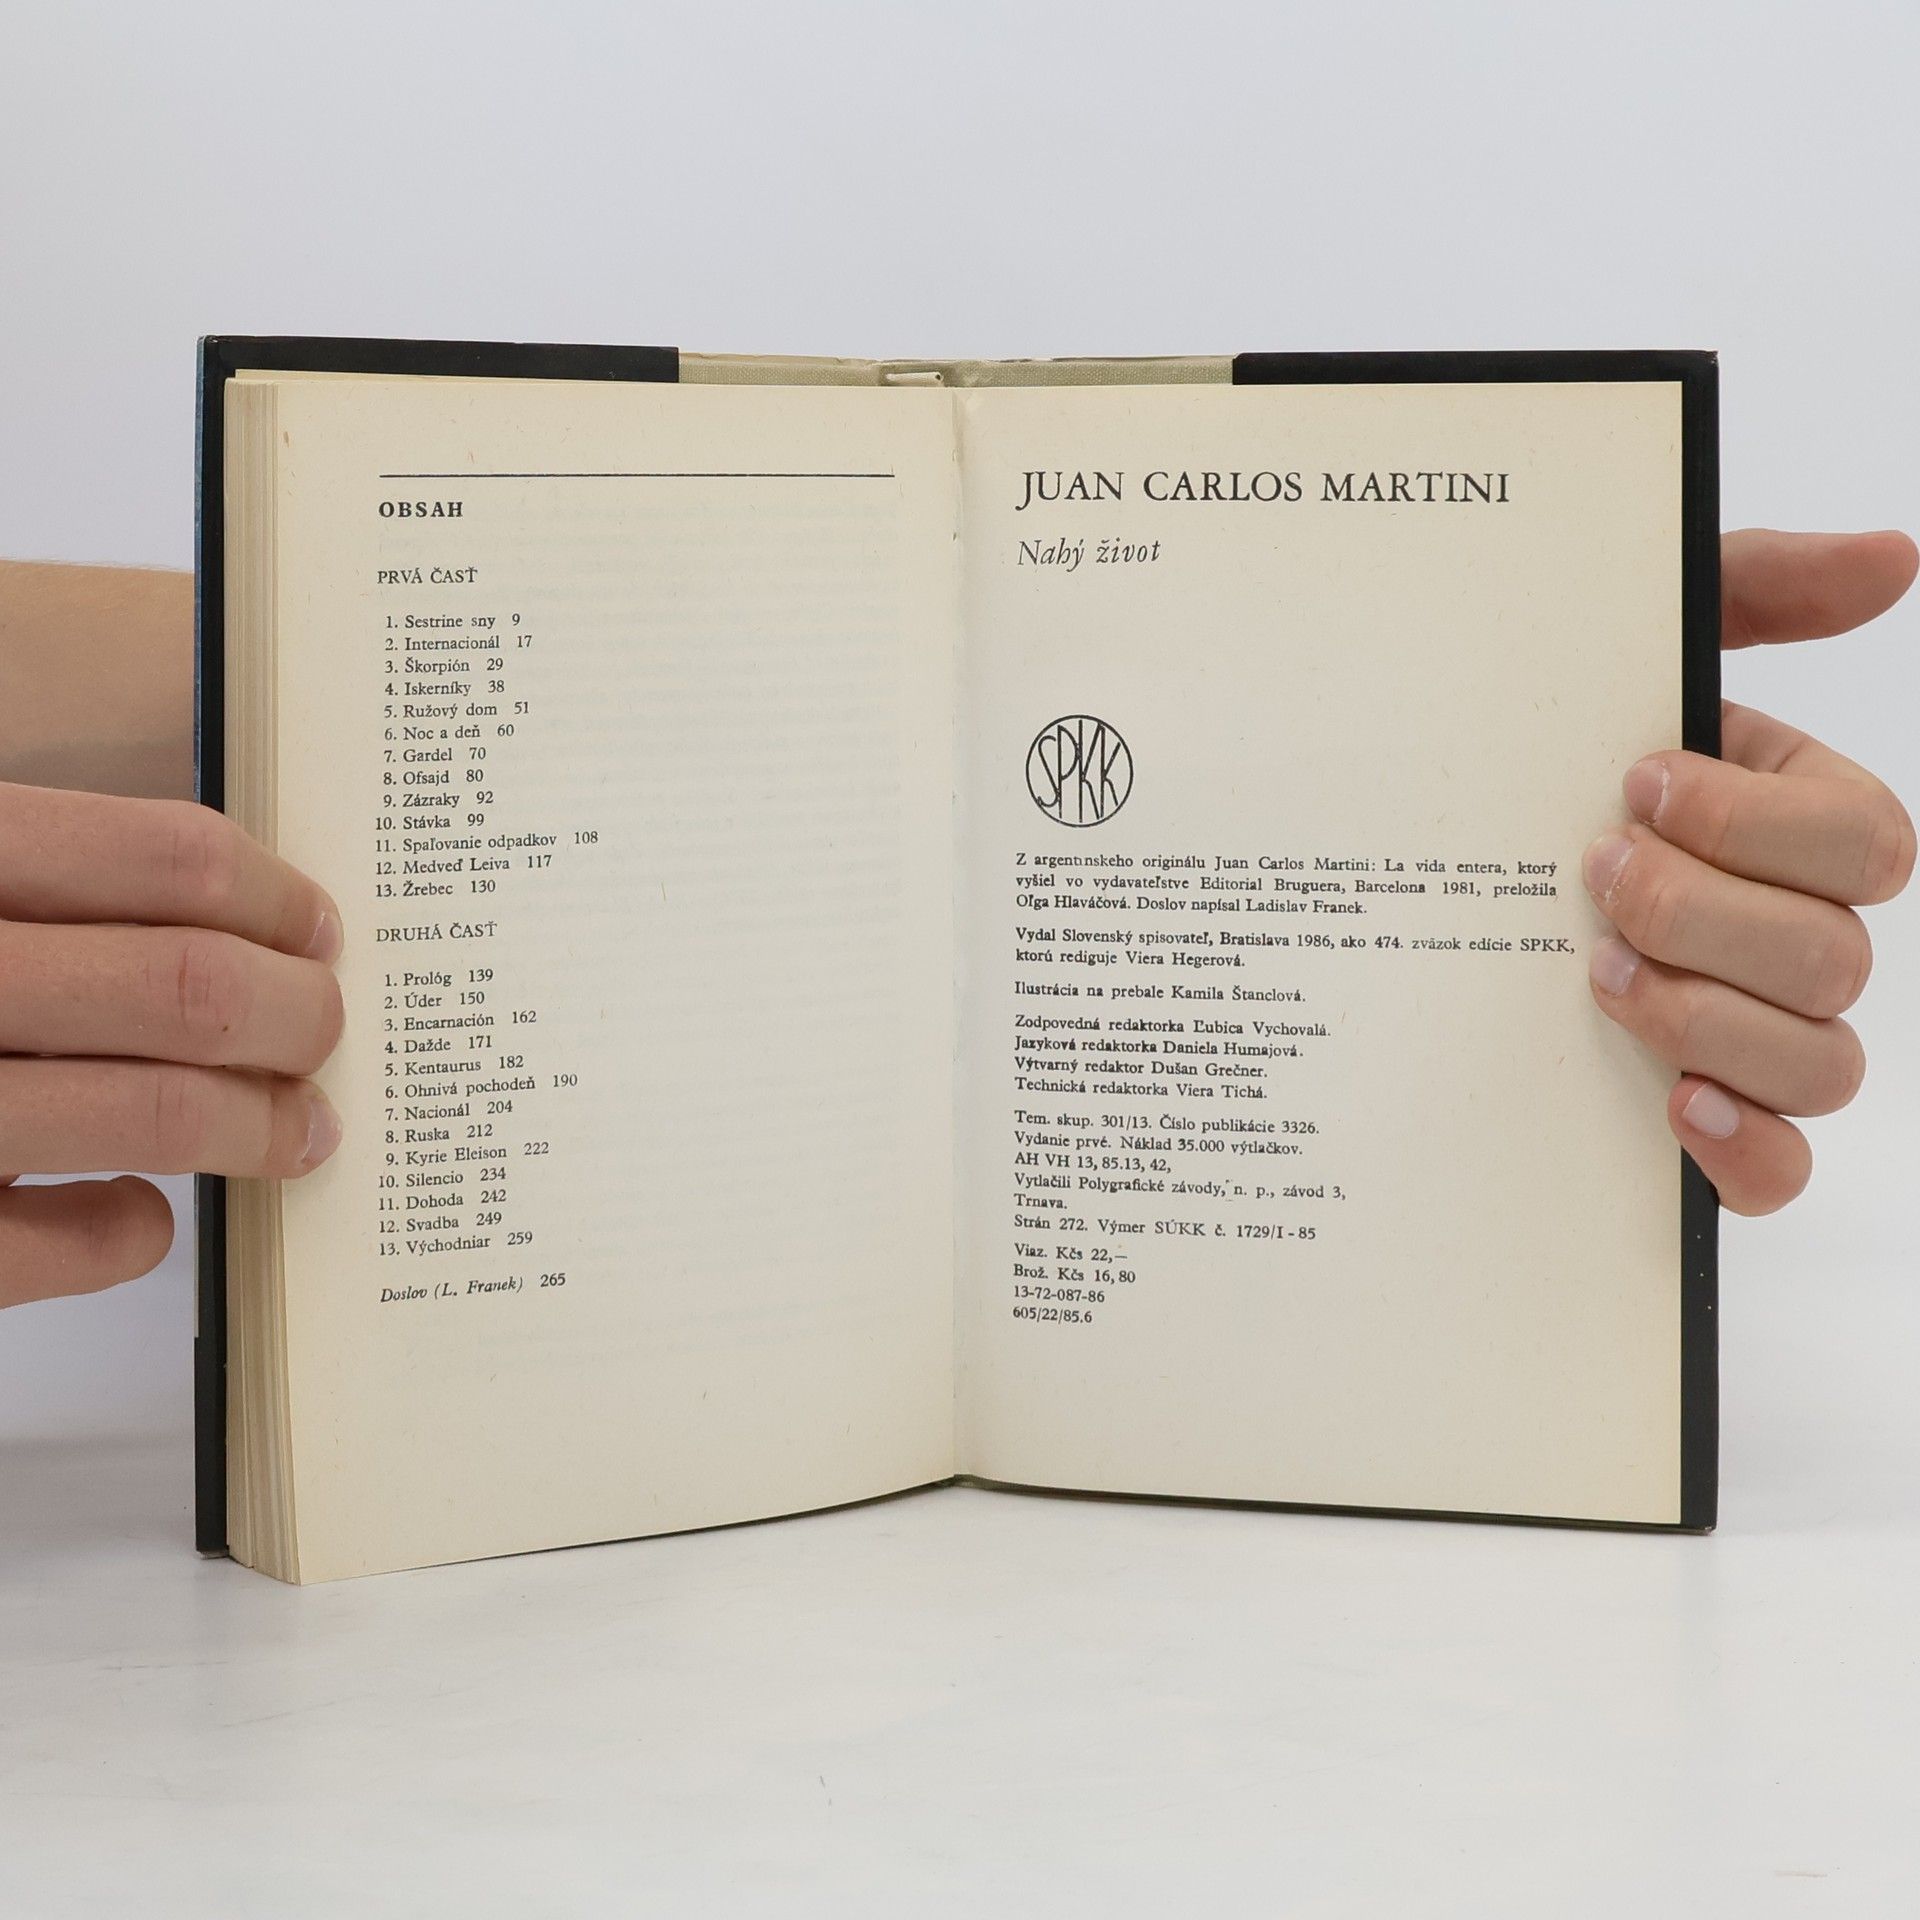 OBSAH
PRVÁ ČASŤ
1. Sestrine sny 9
2. Internacionál 17
3. Škorpión 29
4. Iskerníky 38
5. Ružový dom 51
6. Noc a deň 60
7. Gardel 70
8. Ofsajd 80
9. Zázraky 92
10. Stávka 99
11. Spaľovanie odpadkov 108
12. Medveď Leiva 117
13. Žrebec 130
DRUHÁ ČASŤ
1. Prológ 139
2. Úder 150
3. Encarnación 162
4. Dažde 171
5. Kentaurus 182
6. Ohnivá pochodeň 190
7. Nacionál 204
8. Ruska 212
9. Kyrie Eleison 222
10. Silencio 234
11. Dohoda 242
12. Svadba 249
13. Východniar 259
Doslov (L. Franek) 265
JUAN CARLOS MARTINI
Nahý život
SPKK
Z argentınskeho originálu Juan Carlos Martini: La vida entera, ktorý
vyšiel vo vydavateľstve Editorial Bruguera, Barcelona 1981, preložila
Oľga Hlaváčová. Doslov napísal Ladislav Franek.
Vydal Slovenský spisovateľ, Bratislava 1986, ako 474. zväzok edície SPKK,
ktorú rediguje Viera Hegerová.
Ilustrácia na prebale Kamila Štanclová.
Zodpovedná redaktorka Ľubica Vychovalá.
Jazyková redaktorka Daniela Humajová.
Výtvarný redaktor Dušan Grečner.
Technická redaktorka Viera Tichá.
Tem. skup. 301/13. Číslo publikácie 3326.
Vydanie prvé. Náklad 35.000 výtlačkov.
AH VH 13, 85.13, 42,
Vytlačili Polygrafické závody, n. p., závod 3,
Trnava.
Strán 272. Výmer SÚKK č. 1729/I - 85
Viaz. Kčs 22,—
Brož. Kčs 16, 80
13-72-087-86
605/22/85.6